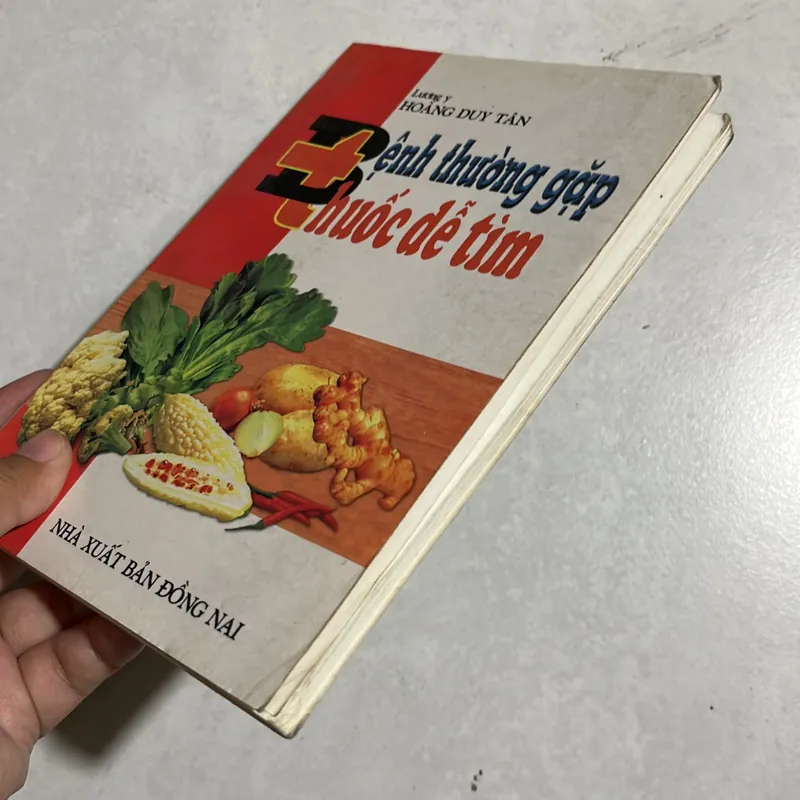 Lương y
HOÀNG DUY TÂN
Bệnh thường gặp
thuốc dễ tìm
NHÀ XUẤT BẢN ĐỒNG NAI